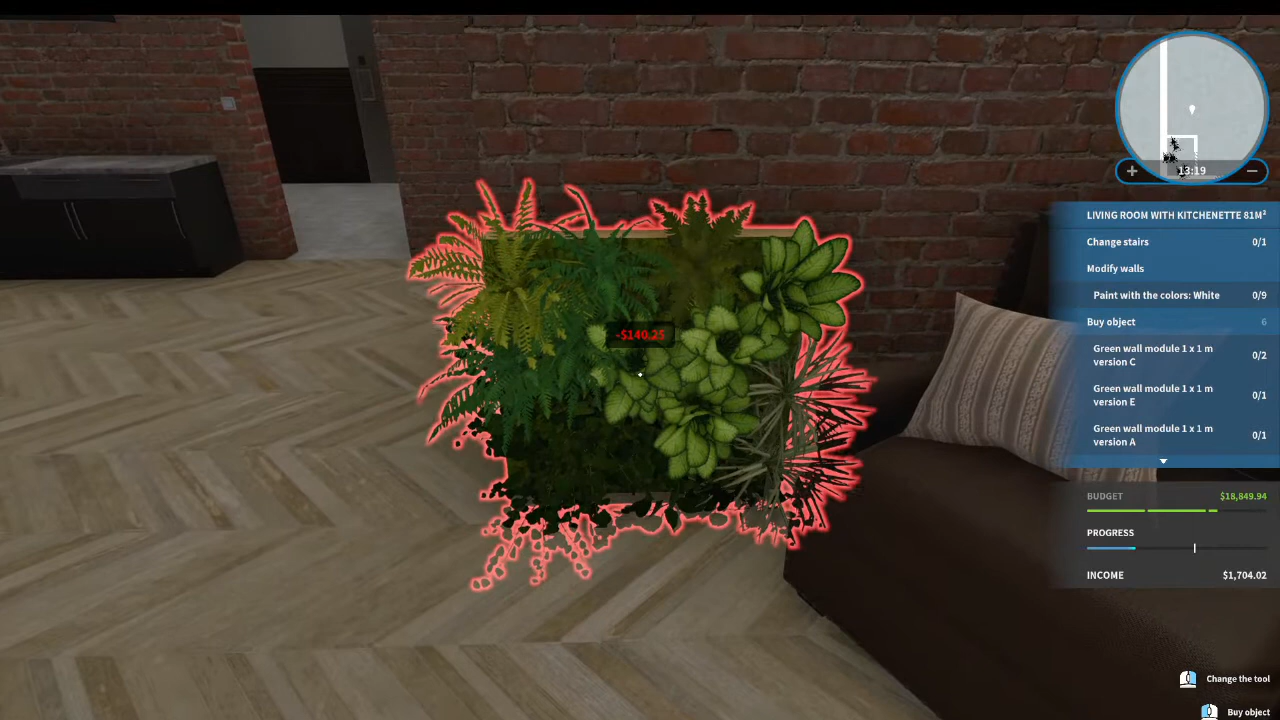 -$140.25
13:19
LIVING ROOM WITH KITCHENETTE 81M²
Change stairs 0/1
Modify walls
Paint with the colors: White 0/9
Buy object 6
Green wall module 1 x 1 m
version C 0/2
Green wall module 1 x 1 m
version E 0/1
Green wall module 1 x 1 m
version A 0/1
BUDGET $18,849.94
PROGRESS
INCOME $1,704.02
Change the tool
Buy object